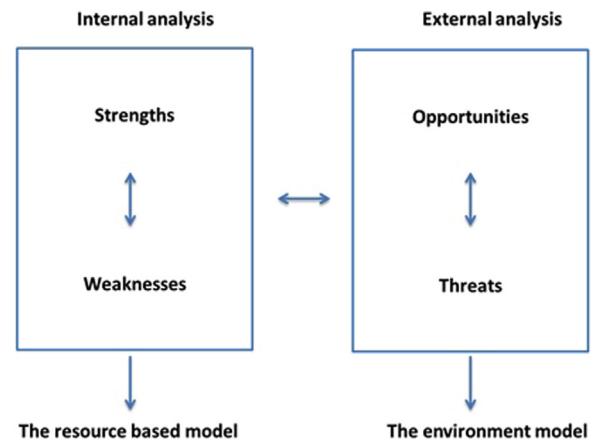 Internal analysis
External analysis
Strengths
Opportunities
Weaknesses
Threats
The resource based model
The environment model